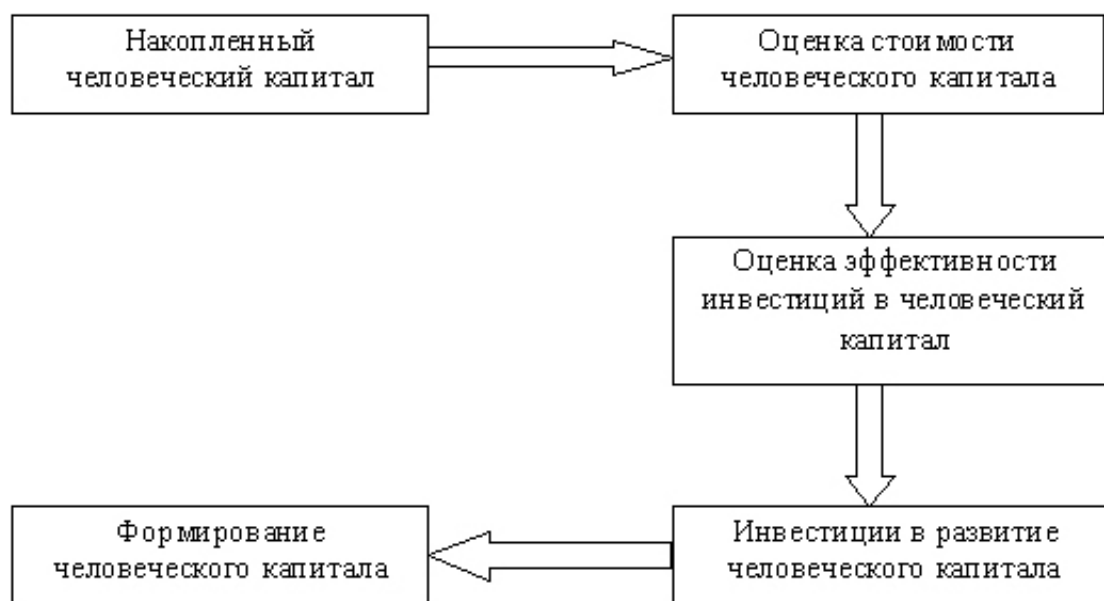 Накопленный
человеческий капитал
Оценка стоимости
человеческого капитала
Оценка эффективности
инвестиций в человеческий
капитал
Инвестиции в развитие
человеческого капитала
Формирование
человеческого капитала